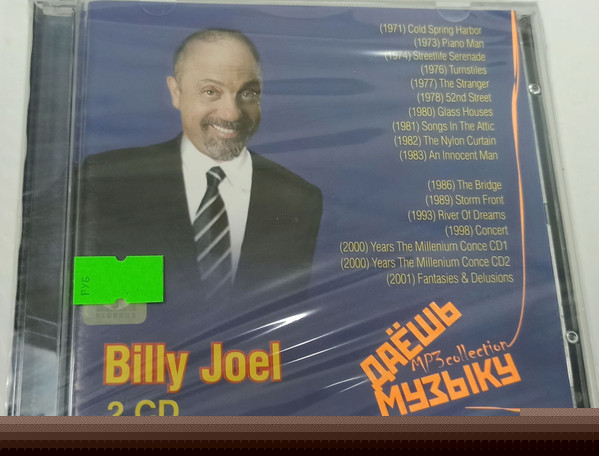 (1971) Cold Spring Harbor
(1973) Piano Man
(1974) Streetlife Serenade
(1976) Turnstiles
(1977) The Stranger
(1978) 52nd Street
(1980) Glass Houses
(1981) Songs In The Attic
(1982) The Nylon Curtain
(1983) An Innocent Man
(1986) The Bridge
(1989) Storm Front
(1993) River Of Dreams
(1998) Concert
(2000) Years The Millenium Conce CD1
(2000) Years The Millenium Conce CD2
(2001) Fantasies & Delusions
РУБ
Billy Joel
2 CD
ДАЁШЬ
MP3 collection
МУЗЫКУ